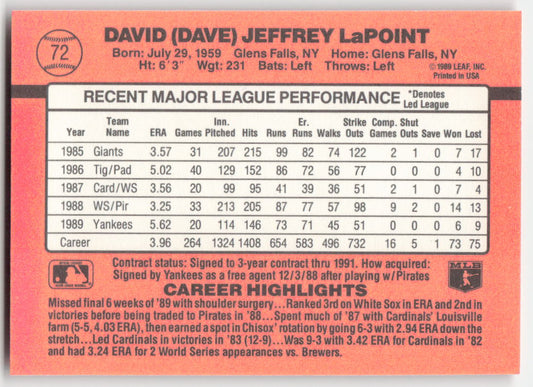 72
DAVID (DAVE) JEFFREY LaPOINT
Born: July 29, 1959 Glens Falls, NY Home: Glens Falls, NY
Ht: 6'3" Wgt: 231 Bats: Left Throws: Left
©1989 LEAF, INC.
Printed in USA
RECENT MAJOR LEAGUE PERFORMANCE *Denotes Led League
Year Team Name ERA Games Inn. Pitched Hits Runs Er. Runs Walks Strike Outs Comp. Games Shut Outs Save Won Lost
1985 Giants 3.57 31 207 215 99 82 74 122 2 1 0 7 17
1986 Tig/Pad 5.02 40 129 152 86 72 56 77 0 0 0 4 10
1987 Card/WS 3.56 20 99 95 41 39 36 51 2 1 0 7 4
1988 WS/Pir 3.25 33 213 205 87 77 57 98 9 2 0 14 13
1989 Yankees 5.62 20 114 146 73 71 45 51 0 0 0 6 9
Career 3.96 264 1324 1408 654 583 496 732 16 5 1 73 75
Contract status: Signed to 3-year contract thru 1991. How acquired:
Signed by Yankees as a free agent 12/3/88 after playing w/Pirates
MLB
CAREER HIGHLIGHTS
Missed final 6 weeks of '89 with shoulder surgery...Ranked 3rd on White Sox in ERA and 2nd in
victories before being traded to Pirates in '88...Spent much of '87 with Cardinals' Louisville
farm (5-5, 4.03 ERA), then earned a spot in Chisox' rotation by going 6-3 with 2.94 ERA down the
stretch...Led Cardinals in victories in '83 (12-9)...Was 9-3 with 3.42 ERA for Cardinals in '82
and had 3.24 ERA for 2 World Series appearances vs. Brewers.